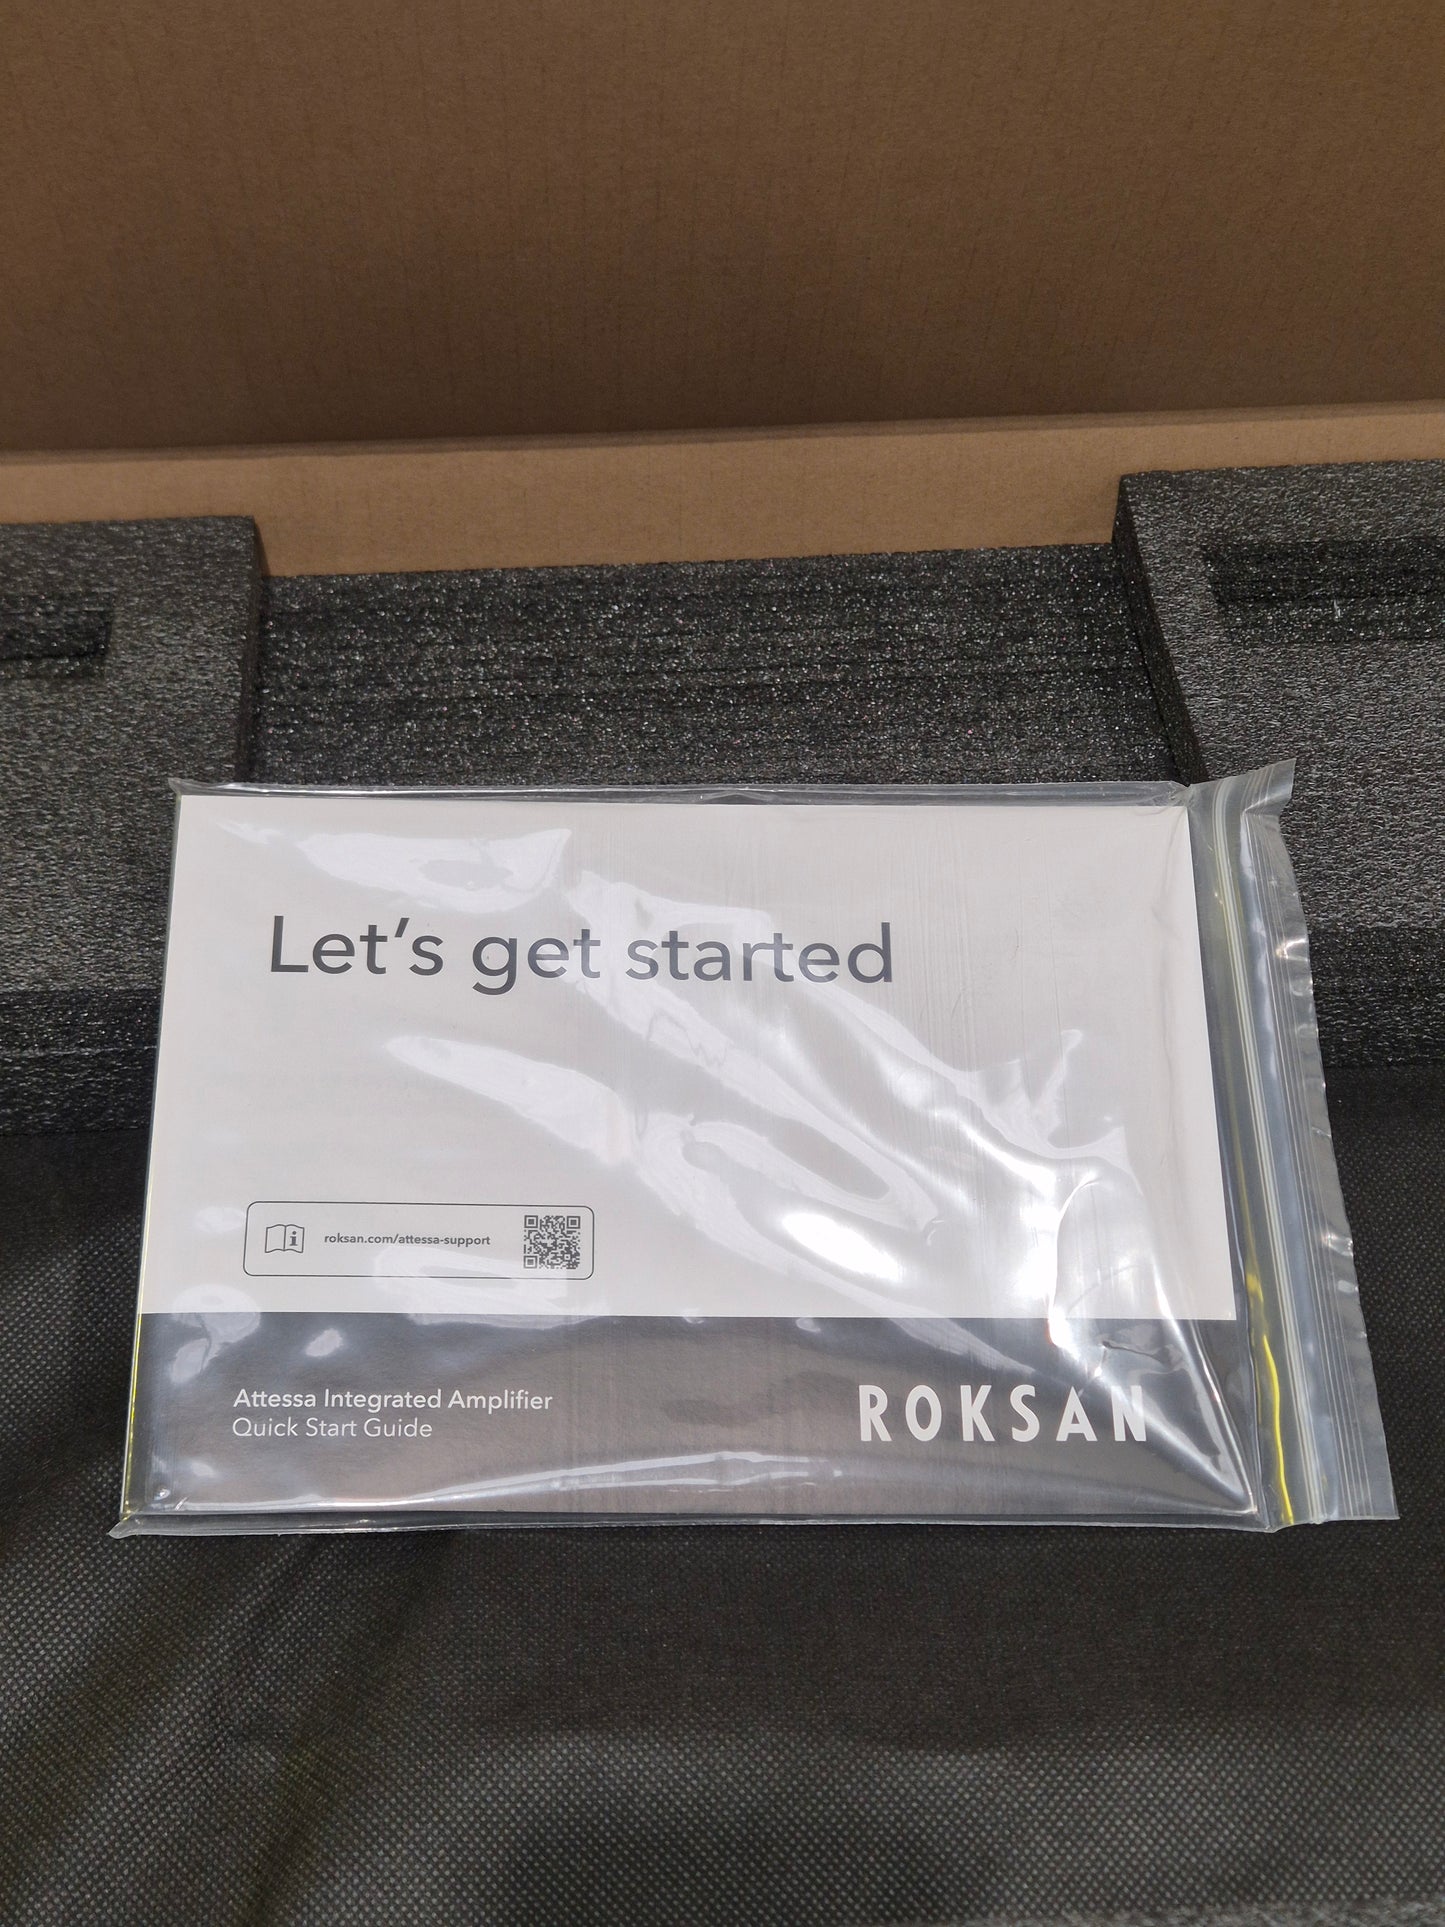 Let's get started
i roksan.com/attessa-support
Attessa Integrated Amplifier
Quick Start Guide
ROKSAN